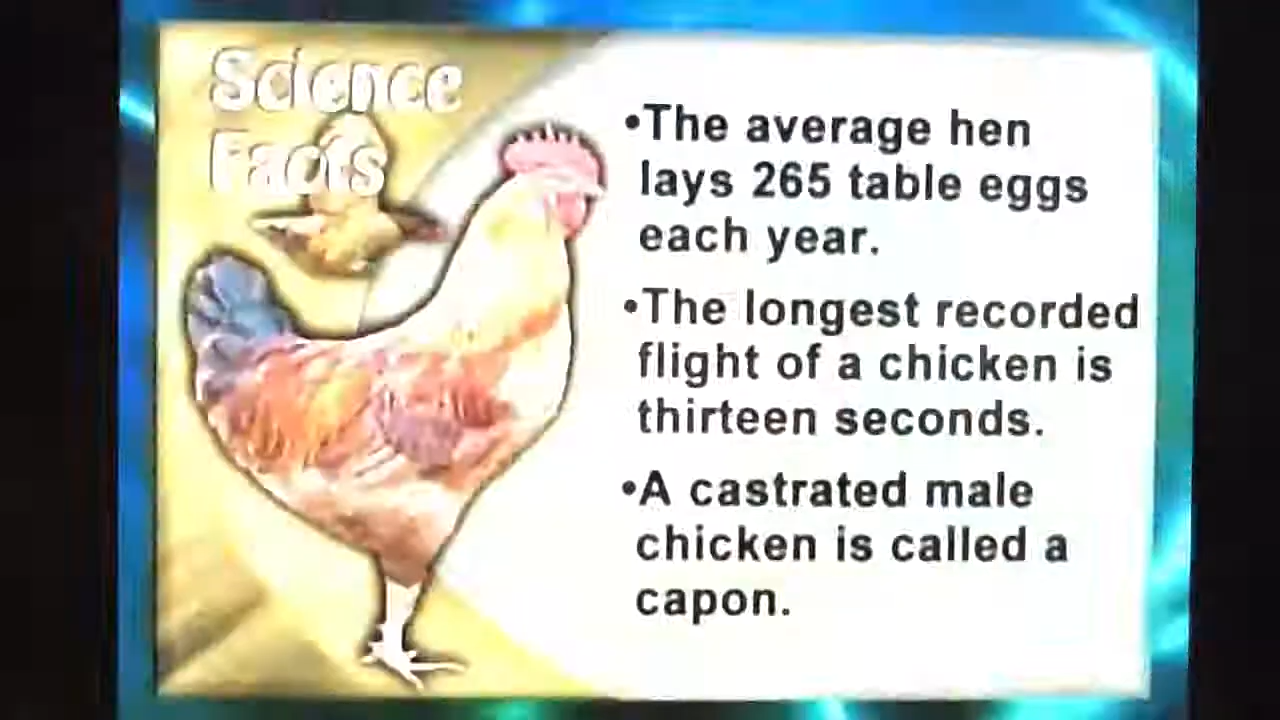 Science
Facts
•The average hen
lays 265 table eggs
each year.
•The longest recorded
flight of a chicken is
thirteen seconds.
•A castrated male
chicken is called a
capon.